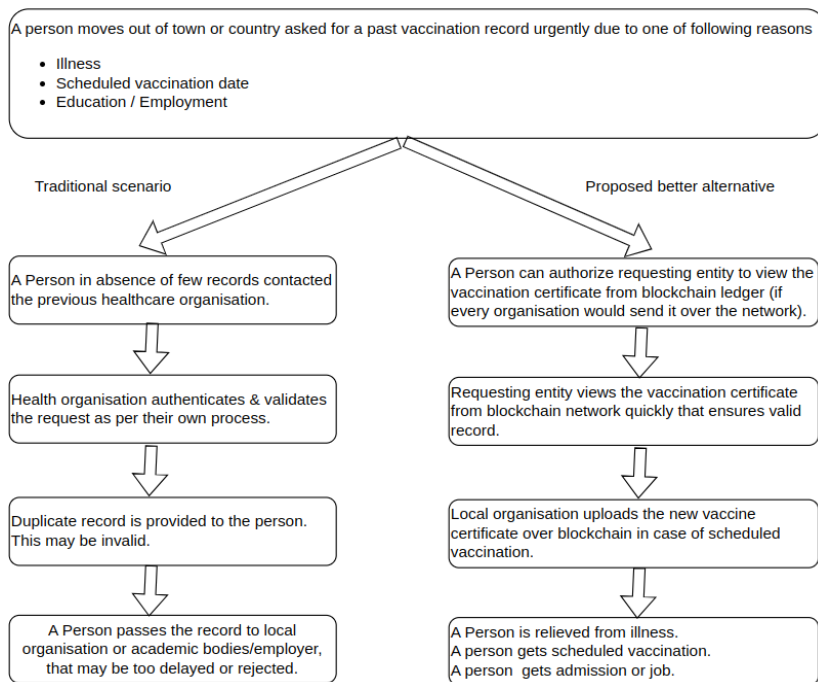 A person moves out of town or country asked for a past vaccination record urgently due to one of following reasons
• Illness
• Scheduled vaccination date
• Education / Employment
Traditional scenario
Proposed better alternative
A Person in absence of few records contacted
the previous healthcare organisation.
Health organisation authenticates & validates
the request as per their own process.
Duplicate record is provided to the person.
This may be invalid.
A Person passes the record to local
organisation or academic bodies/employer,
that may be too delayed or rejected.
A Person can authorize requesting entity to view the
vaccination certificate from blockchain ledger (if
every organisation would send it over the network).
Requesting entity views the vaccination certificate
from blockchain network quickly that ensures valid
record.
Local organisation uploads the new vaccine
certificate over blockchain in case of scheduled
vaccination.
A Person is relieved from illness.
A person gets scheduled vaccination.
A person  gets admission or job.